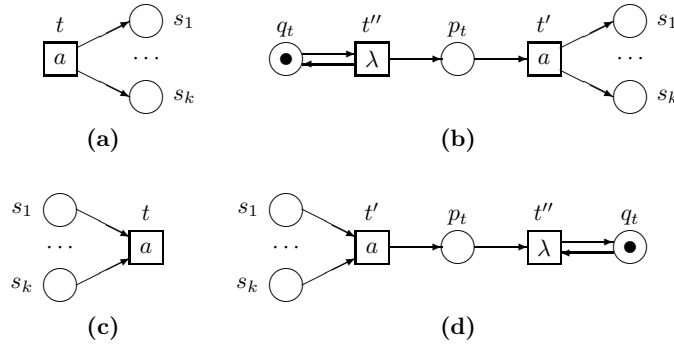 t s₁ qₜ t'' pₜ t' s₁
a ··· λ a ···
sₖ sₖ
(a) (b)
s₁ t s₁ t' pₜ t'' qₜ
··· a ··· a λ
sₖ sₖ
(c) (d)